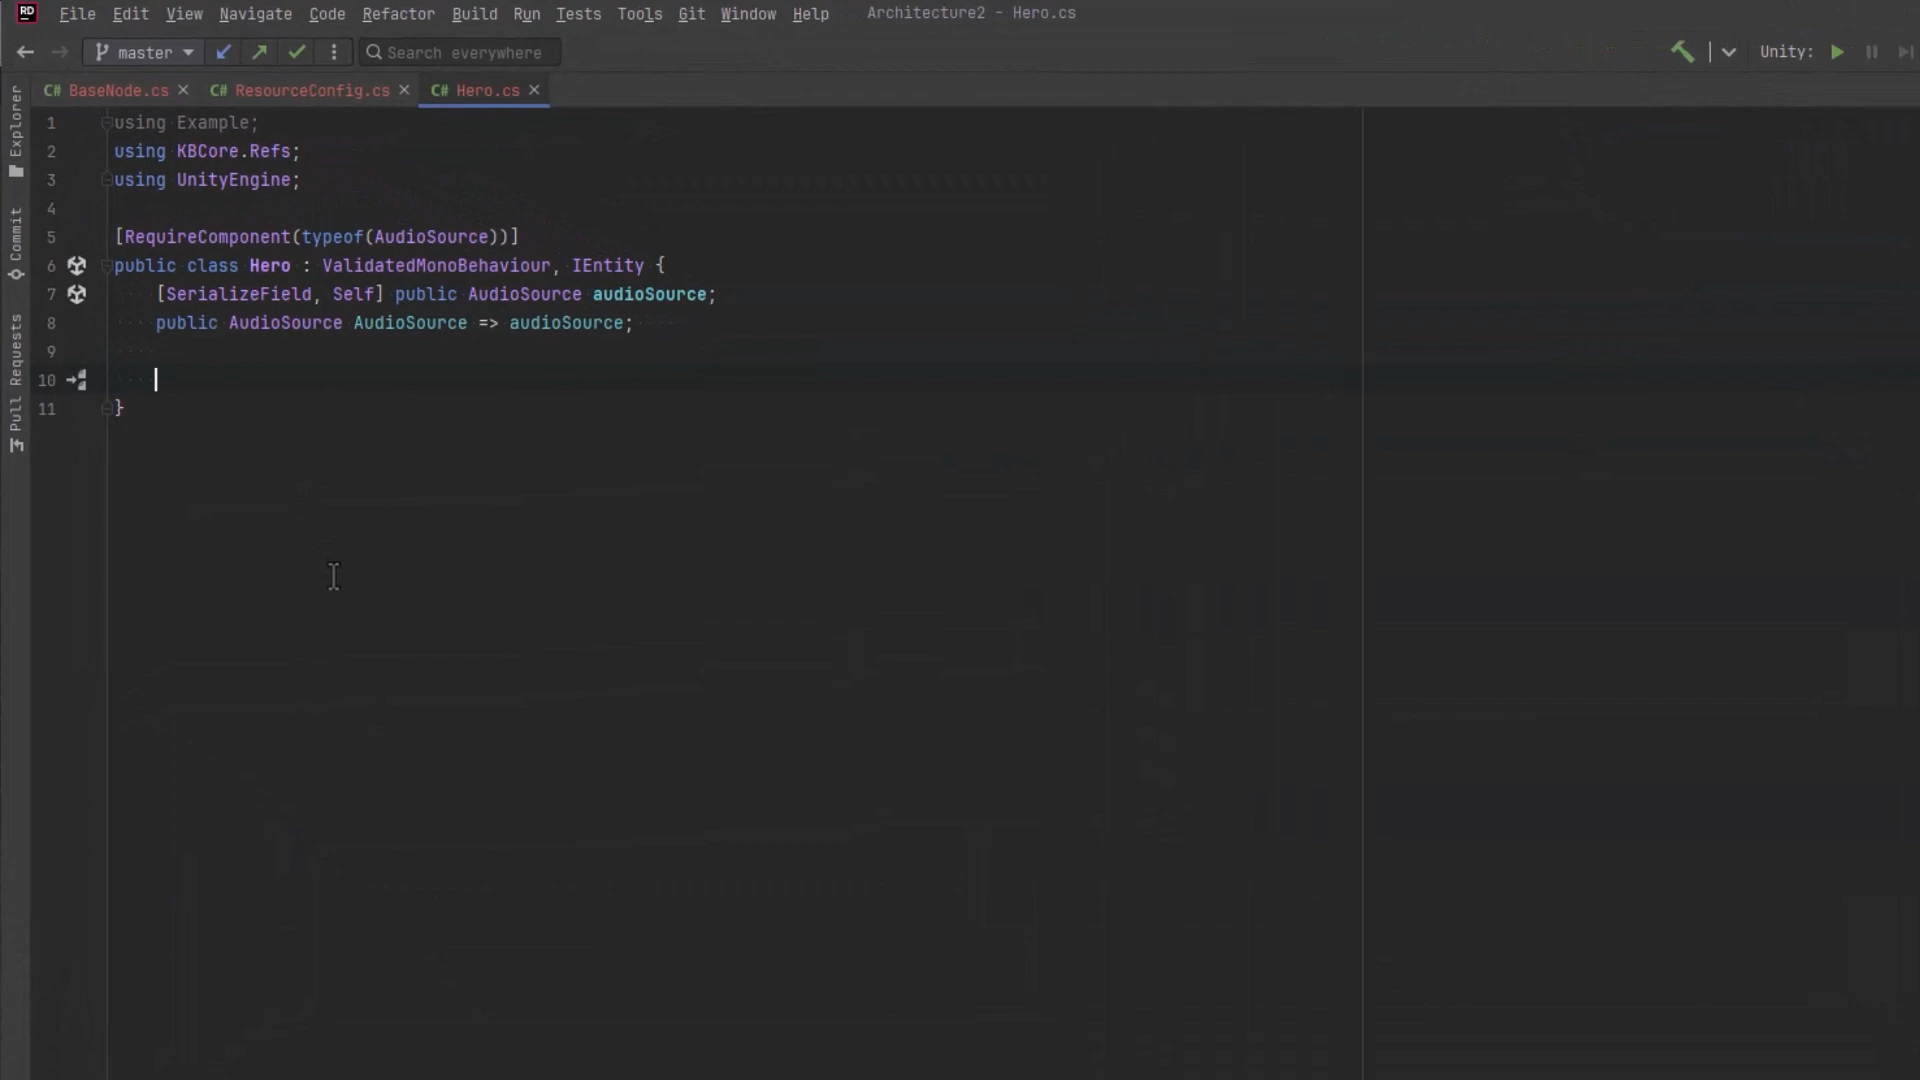 RD File Edit View Navigate Code Refactor Build Run Tests Tools Git Window Help Architecture2 - Hero.cs
master Search everywhere Unity:
C# BaseNode.cs C# ResourceConfig.cs C# Hero.cs
Explorer
Commit
Pull Requests
1 using Example;
2 using KBCore.Refs;
3 using UnityEngine;
4
5 [RequireComponent(typeof(AudioSource))]
6 public class Hero : ValidatedMonoBehaviour, IEntity {
7 [SerializeField, Self] public AudioSource audioSource;
8 public AudioSource AudioSource => audioSource;
9
10
11 }